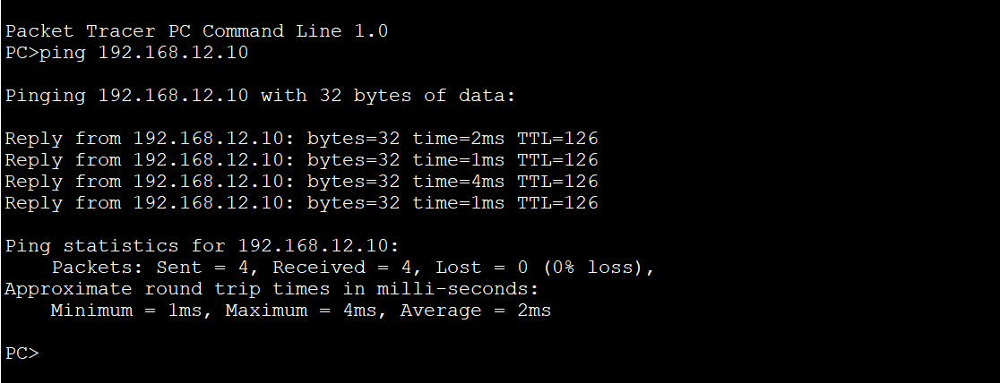 Packet Tracer PC Command Line 1.0
PC>ping 192.168.12.10
Pinging 192.168.12.10 with 32 bytes of data:
Reply from 192.168.12.10: bytes=32 time=2ms TTL=126
Reply from 192.168.12.10: bytes=32 time=1ms TTL=126
Reply from 192.168.12.10: bytes=32 time=4ms TTL=126
Reply from 192.168.12.10: bytes=32 time=1ms TTL=126
Ping statistics for 192.168.12.10:
    Packets: Sent = 4, Received = 4, Lost = 0 (0% loss),
Approximate round trip times in milli-seconds:
    Minimum = 1ms, Maximum = 4ms, Average = 2ms
PC>